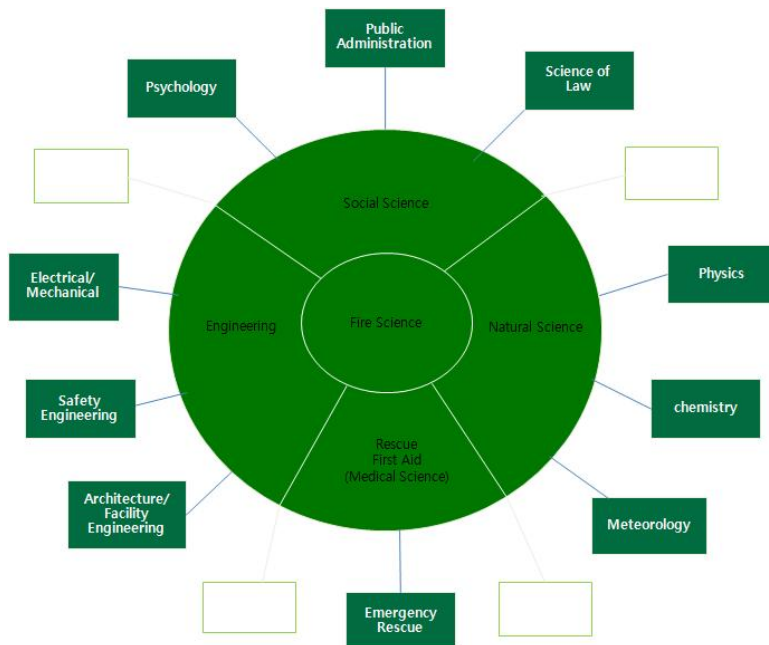 Public
Administration
Science of
Law
Psychology
Social Science
Electrical/
Mechanical
Physics
Engineering
Fire Science
Natural Science
Safety
Engineering
chemistry
Rescue
First Aid
(Medical Science)
Architecture/
Facility
Engineering
Meteorology
Emergency
Rescue